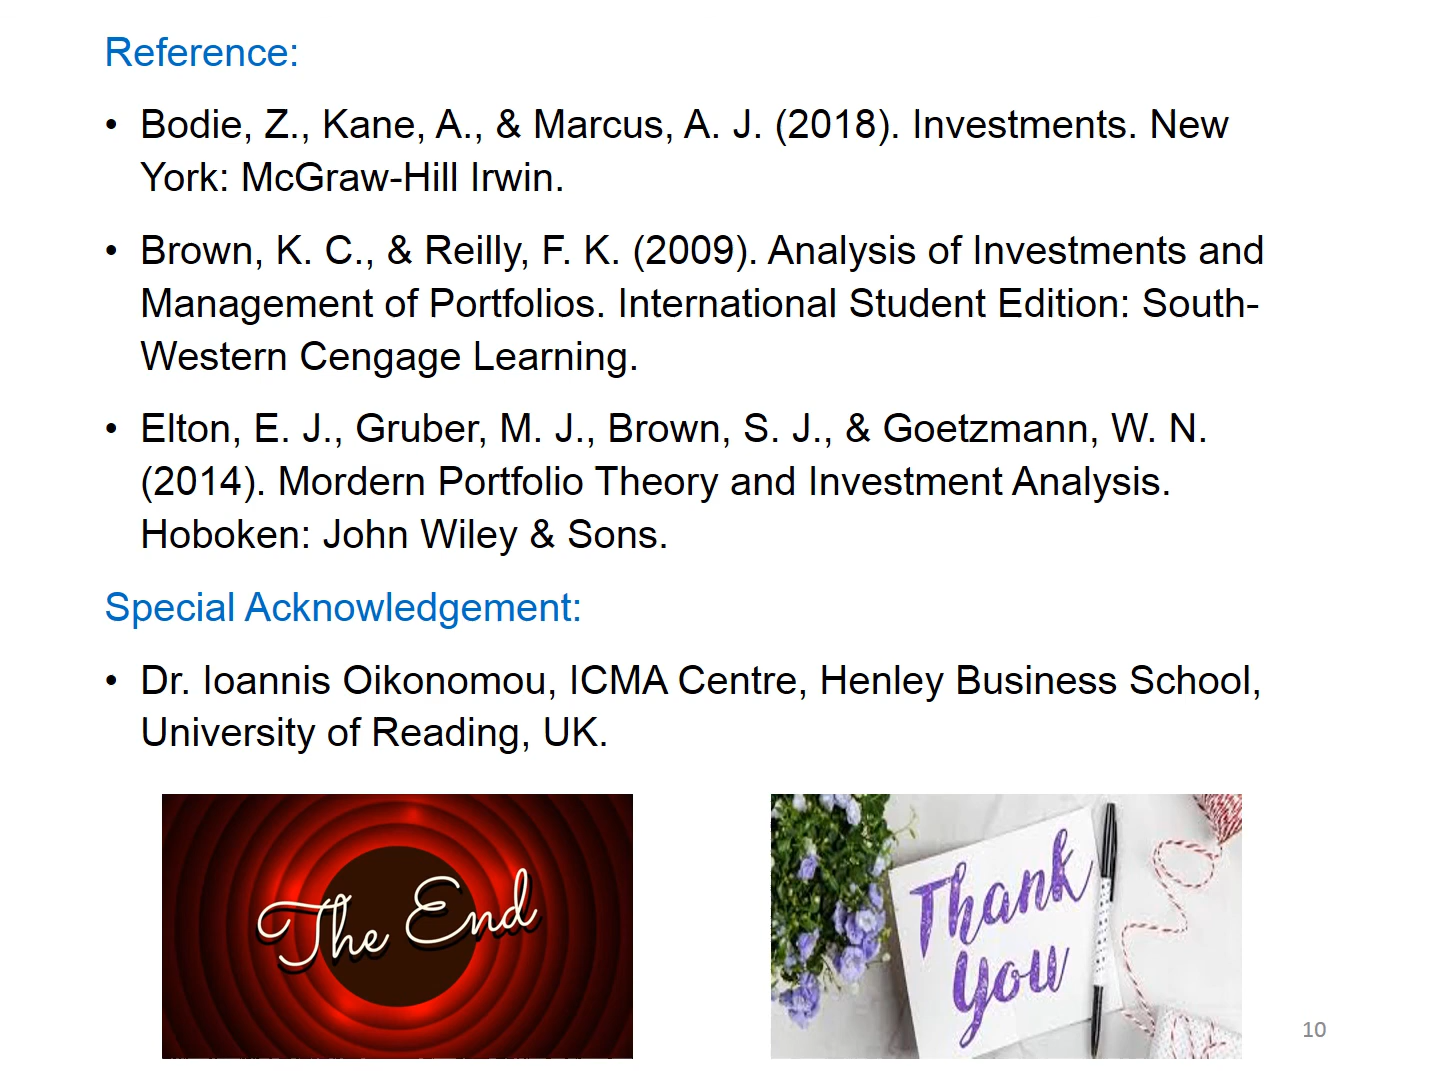 Reference:
• Bodie, Z., Kane, A., & Marcus, A. J. (2018). Investments. New
York: McGraw-Hill Irwin.
• Brown, K. C., & Reilly, F. K. (2009). Analysis of Investments and
Management of Portfolios. International Student Edition: South-
Western Cengage Learning.
• Elton, E. J., Gruber, M. J., Brown, S. J., & Goetzmann, W. N.
(2014). Mordern Portfolio Theory and Investment Analysis.
Hoboken: John Wiley & Sons.
Special Acknowledgement:
• Dr. Ioannis Oikonomou, ICMA Centre, Henley Business School,
University of Reading, UK.
The End
Thank
you
10